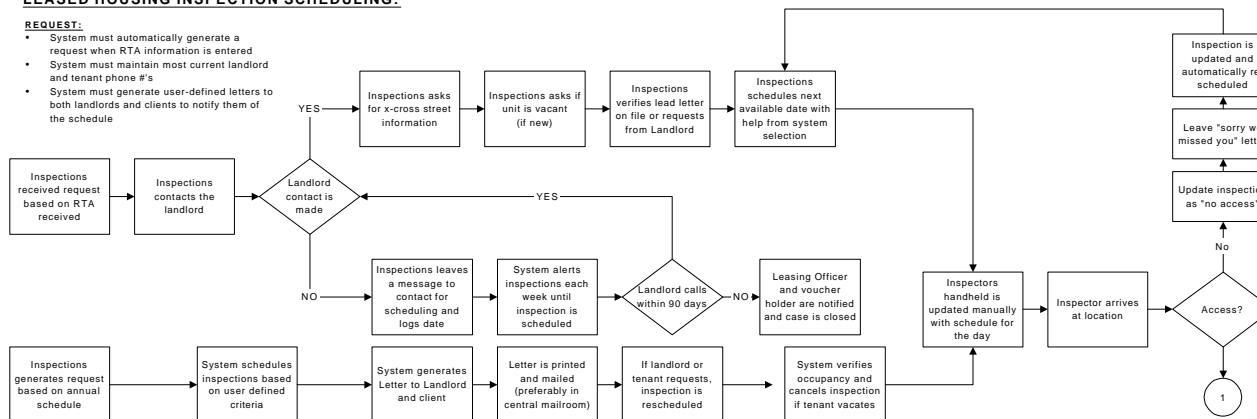 LEASED HOUSING INSPECTION SCHEDULING:
REQUEST:
• System must automatically generate a
request when RTA information is entered
• System must maintain most current landlord
and tenant phone #'s
• System must generate user-defined letters to
both landlords and clients to notify them of
the schedule
YES
Inspections asks
for x-cross street
information
Inspections asks if
unit is vacant
(if new)
Inspections
verifies lead letter
on file or requests
from Landlord
Inspections
schedules next
available date with
help from system
selection
Inspection is
updated and
automatically re
scheduled
Leave "sorry we
missed you"
Update
as "no access"
No
Inspections
received request
based on RTA
received
Inspections
contacts the
landlord
Landlord
contact is
made
YES
NO
Inspections leaves
a message to
contact for
scheduling and
logs date
System alerts
inspections each
week until
inspection is
scheduled
Landlord calls
within 90 days
NO
Leasing Officer
and voucher
holder are notified
and case is closed
Inspectors
handheld is
updated manually
with schedule for
the day
Inspector arrives
at location
Access?
Inspections
generates request
based on annual
schedule
System schedules
inspections based
on user defined
criteria
System generates
Letter to Landlord
and client
Letter is printed
and mailed
(preferably in
central mailroom)
If landlord or
tenant requests,
inspection is
rescheduled
System verifies
occupancy and
cancels inspection
if tenant vacates
1